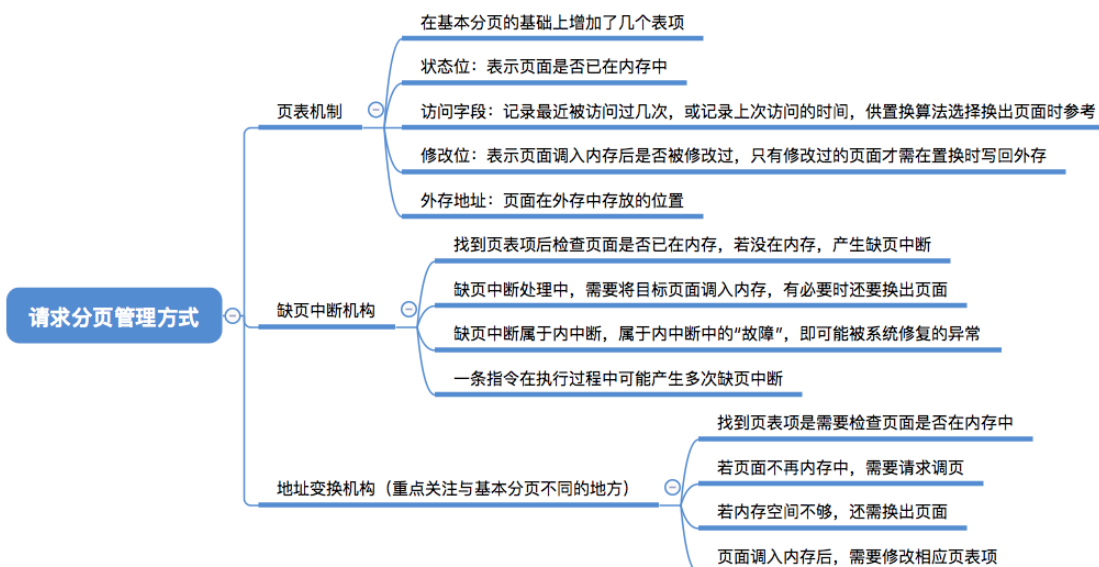 在基本分页的基础上增加了几个表项
状态位：表示页面是否已在内存中
页表机制
访问字段：记录最近被访问过几次，或记录上次访问的时间，供置换算法选择换出页面时参考
修改位：表示页面调入内存后是否被修改过，只有修改过的页面才需在置换时写回外存
外存地址：页面在外存中存放的位置
请求分页管理方式
缺页中断机构
找到页表项后检查页面是否已在内存，若没在内存，产生缺页中断
缺页中断处理中，需要将目标页面调入内存，有必要时还要换出页面
缺页中断属于内中断，属于内中断中的“故障”，即可能被系统修复的异常
一条指令在执行过程中可能产生多次缺页中断
地址变换机构（重点关注与基本分页不同的地方）
找到页表项是需要检查页面是否在内存中
若页面不再内存中，需要请求调页
若内存空间不够，还需换出页面
页面调入内存后，需要修改相应页表项